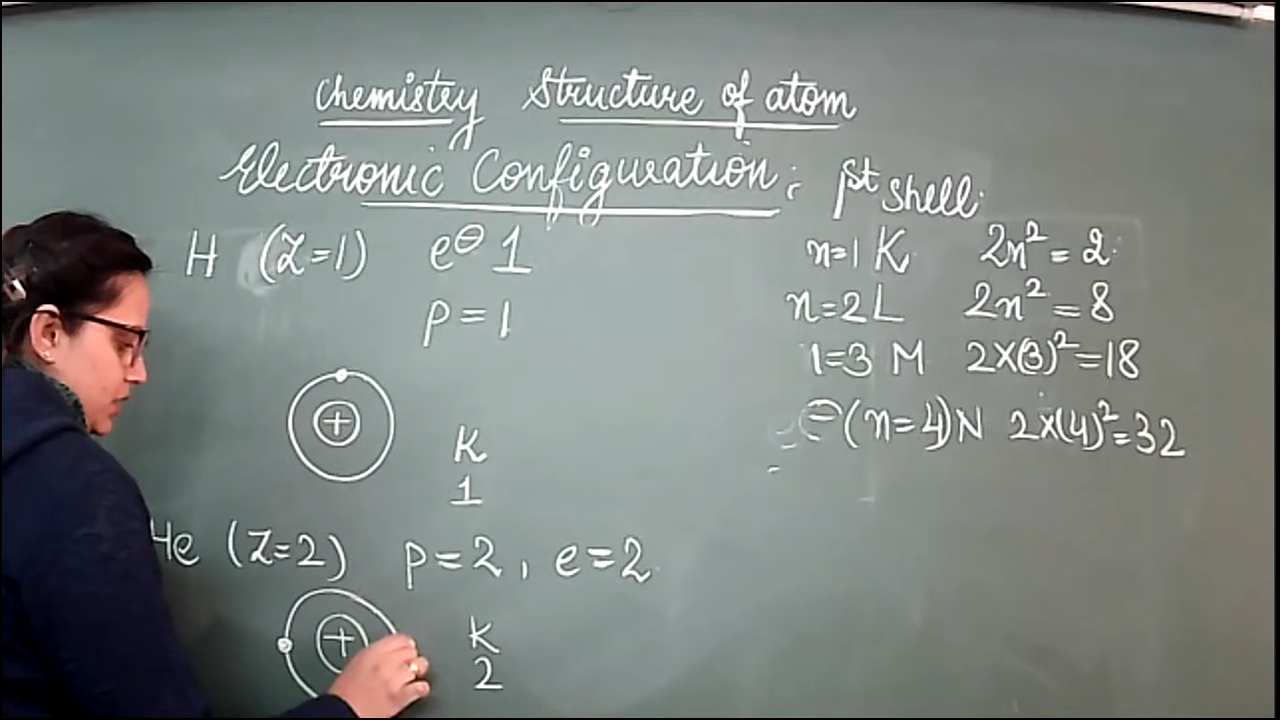 Chemistry Structure of atom
Electronic Configuration : 1st shell.
H (Z=1) e⊖ 1
p=1
+
K
1
He (Z=2) p=2, e=2
+
K
2
n=1 K 2n²=2
n=2 L 2n²=8
1=3 M 2×(3)²=18
⊖(n=4)N 2×(4)²=32